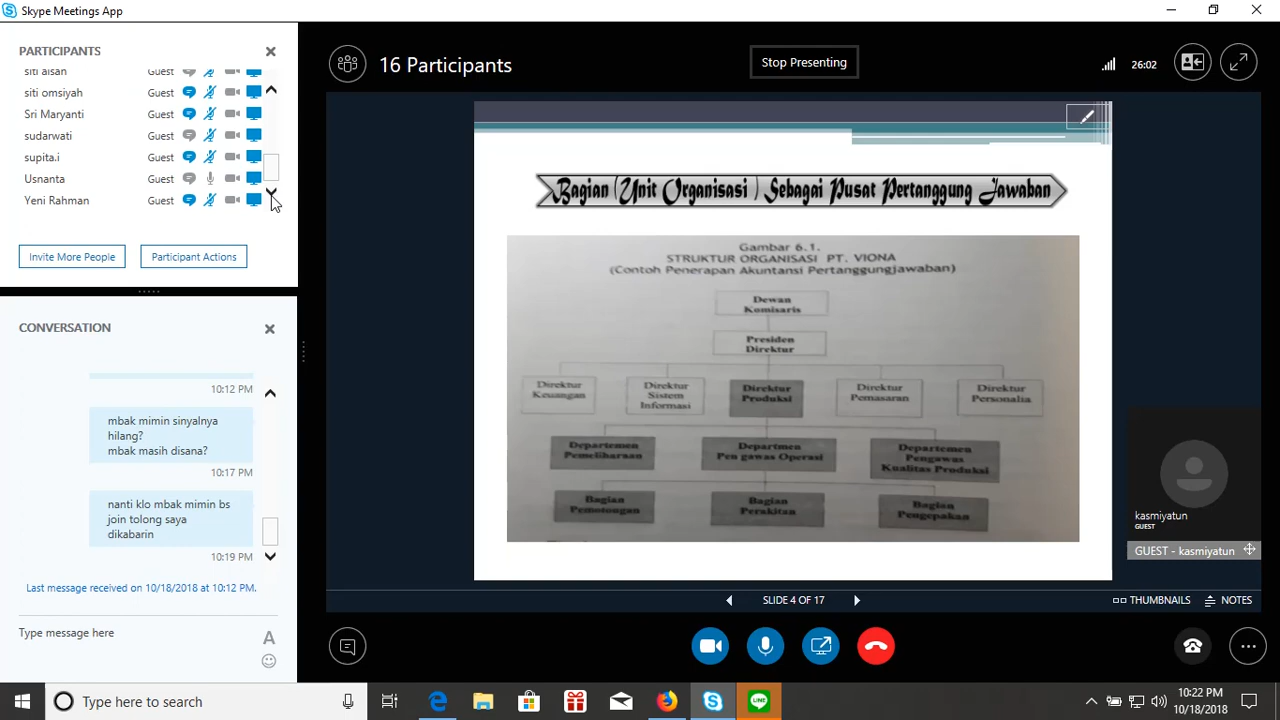 Skype Meetings App
PARTICIPANTS
siti aisah Guest
siti omsiyah Guest
Sri Maryanti Guest
sudarwati Guest
supita.i Guest
Usnanta Guest
Yeni Rahman Guest
Invite More People
Participant Actions
CONVERSATION
10:12 PM
mbak mimin sinyalnya
hilang?
mbak masih disana?
10:17 PM
nanti klo mbak mimin bs
join tolong saya
dikabarin
10:19 PM
Last message received on 10/18/2018 at 10:12 PM.
Type message here
A
16 Participants
Stop Presenting
26:02
Bagian (Unit Organisasi ) Sebagai Pusat Pertanggung Jawaban
Gambar 6.1.
STRUKTUR ORGANISASI PT. VIONA
(Contoh Penerapan Akuntansi Pertanggungjawaban)
Dewan
Komisaris
Presiden
Direktur
Direktur
Keuangan
Direktur
Sistem
Informasi
Direktur
Produksi
Direktur
Pemasaran
Direktur
Personalia
Departemen
Pemeliharaan
Departmen
Pen gawas Operasi
Departemen
Pengawas
Kualitas Produksi
Bagian
Pemotongan
Bagian
Perakitan
Bagian
Pengepakan
kasmiyatun
GUEST
GUEST - kasmiyatun
SLIDE 4 OF 17
THUMBNAILS
NOTES
Type here to search
LINE
10:22 PM
10/18/2018